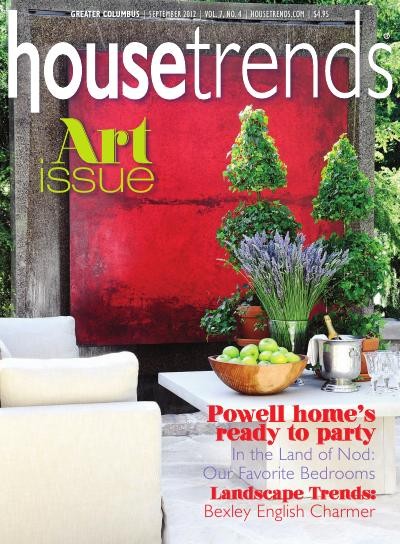 GREATER COLUMBUS | SEPTEMBER 2012 | VOL. 7, NO. 4 | HOUSETRENDS.COM | $4.95
housetrends®
Art
issue
Powell home's
ready to party
In the Land of Nod:
Our Favorite Bedrooms
Landscape Trends:
Bexley English Charmer